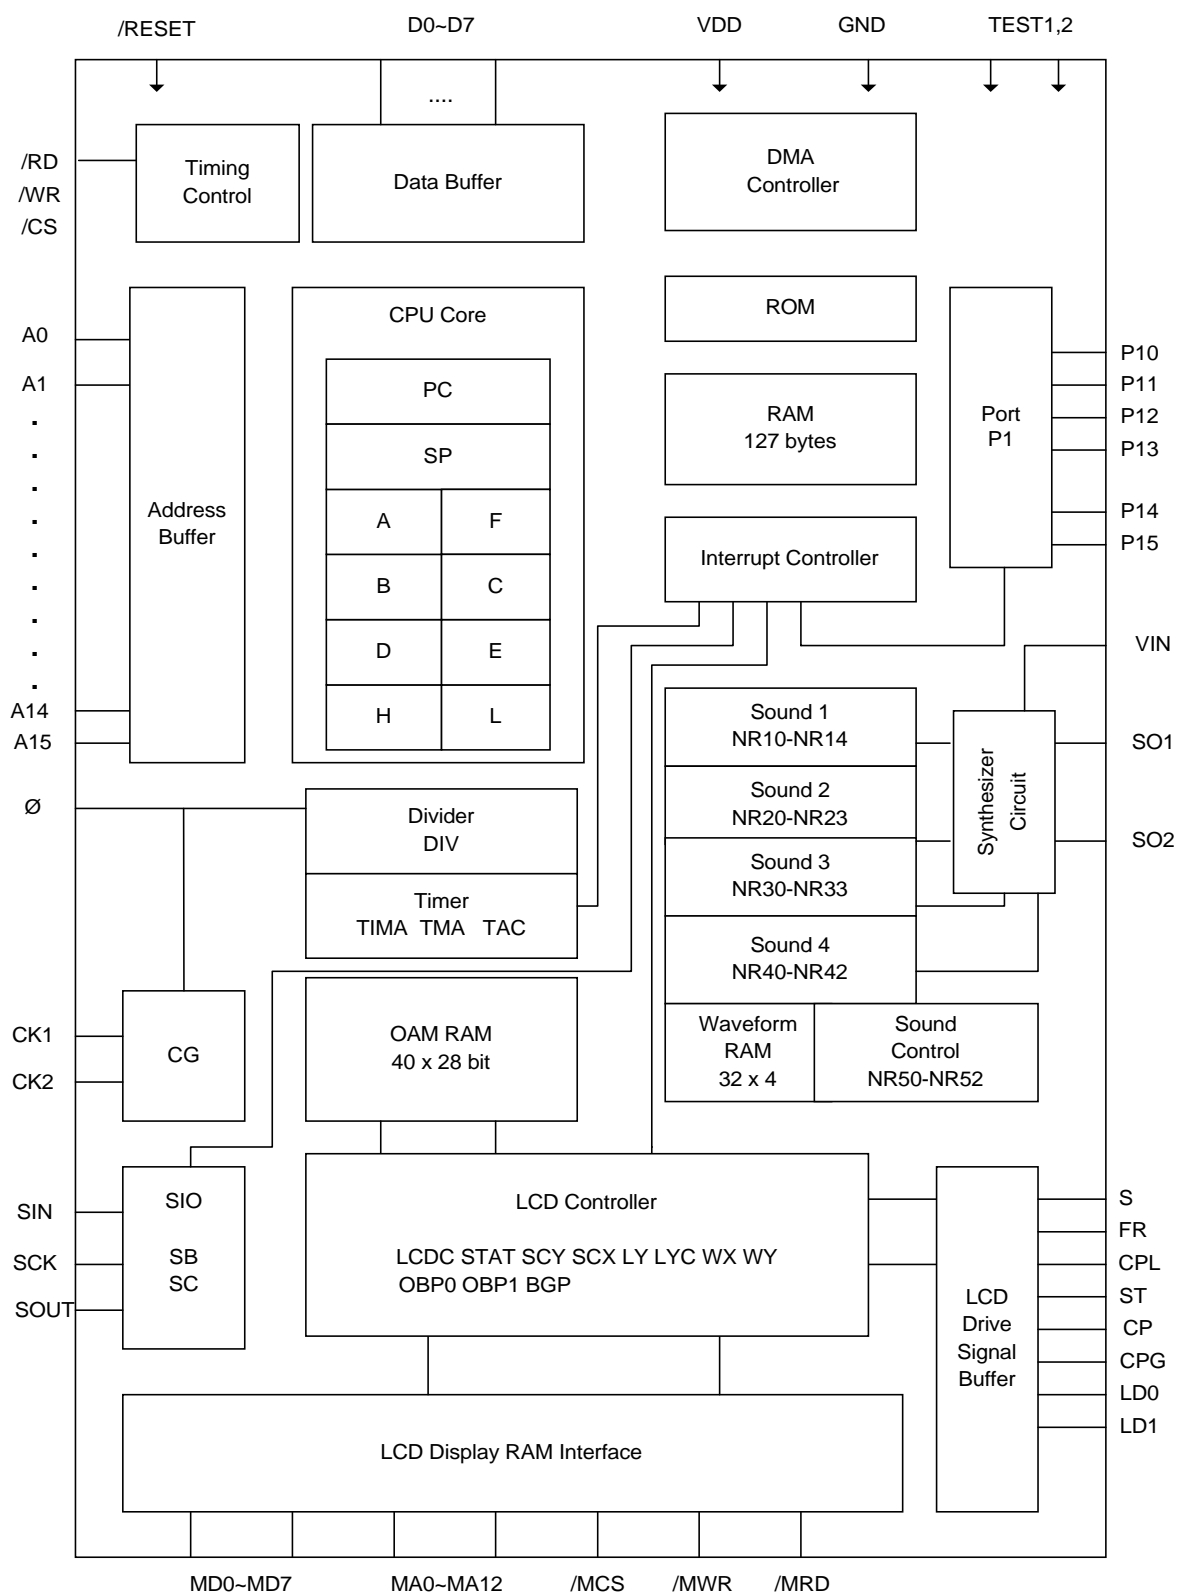 /RESET
D0~D7
VDD
GND
TEST1,2
....
/RD
/WR
/CS
Timing
Control
Data Buffer
DMA
Controller
A0
A1
.
.
.
.
.
.
.
.
.
A14
A15
Address
Buffer
CPU Core
PC
SP
A
F
B
C
D
E
H
L
ROM
RAM
127 bytes
Interrupt Controller
Port
P1
P10
P11
P12
P13
P14
P15
VIN
SO1
SO2
Sound 1
NR10-NR14
Sound 2
NR20-NR23
Sound 3
NR30-NR33
Sound 4
NR40-NR42
Waveform
RAM
32 x 4
Sound
Control
NR50-NR52
Synthesizer
Circuit
Ø
Divider
DIV
Timer
TIMA TMA TAC
CK1
CK2
CG
OAM RAM
40 x 28 bit
SIN
SCK
SOUT
SIO
SB
SC
LCD Controller
LCDC STAT SCY SCX LY LYC WX WY
OBP0 OBP1 BGP
LCD
Drive
Signal
Buffer
S
FR
CPL
ST
CP
CPG
LD0
LD1
LCD Display RAM Interface
MD0~MD7
MA0~MA12
/MCS
/MWR
/MRD